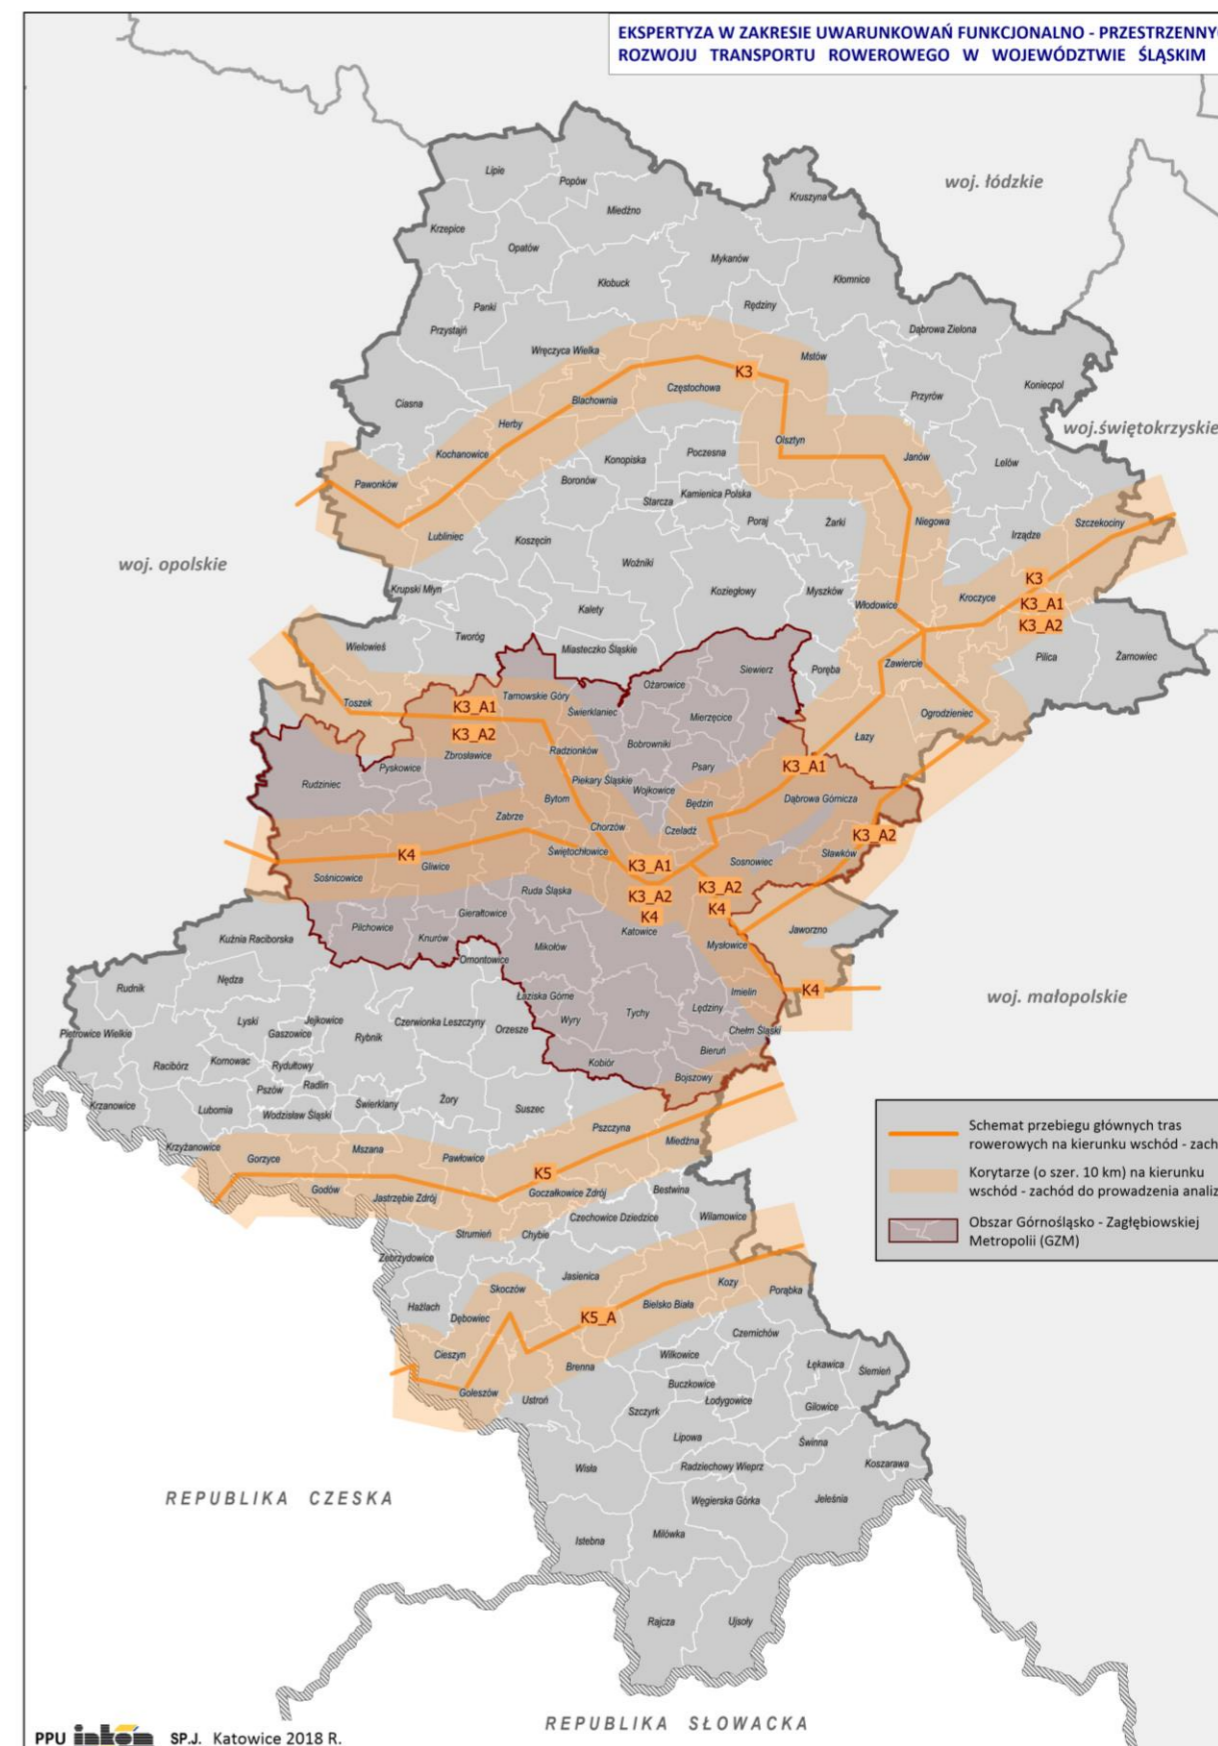 EKSPERTYZA W ZAKRESIE UWARUNKOWAŃ FUNKCJONALNO - PRZESTRZENNY
ROZWOJU TRANSPORTU ROWEROWEGO W WOJEWÓDZTWIE ŚLĄSKIM
woj. łódzkie
Lipie
Popów
Kruszyna
Miedźno
Krzepice
Opatów
Mykanów
Kłobuck
Kłomnice
Rędziny
Panki
Przystajń
Dąbrowa Zielona
Wręczyca Wielka
Mstów
K3
Częstochowa
Koniecpol
Blachownia
Przyrów
Ciasna
Herby
woj.świętokrzyskie
Olsztyn
Kochanowice
Konopiska
Poczesna
Janów
Lelów
Boronów
Pawonków
Starcza
Kamienica Polska
Poraj
Żarki
Niegowa
Szczekociny
Lubliniec
Koszęcin
Irządze
woj. opolskie
Woźniki
K3
Krupski Młyn
Koziegłowy
Myszków
Kroczyce
Kalety
Włodowice
K3_A1
K3_A2
Wielowieś
Tworóg
Miasteczko Śląskie
Pilica
Żarnowiec
Siewierz
Poręba
Zawiercie
Ożarowice
Toszek
Tarnowskie Góry
K3_A1
Świerklaniec
Mierzęcice
Ogrodzieniec
K3_A2
Łazy
Radzionków
Bobrowniki
Zbrosławice
Pyskowice
Psary
K3_A1
Rudziniec
Piekary Śląskie
Wojkowice
Bytom
Będzin
Dąbrowa Górnicza
Zabrze
Chorzów
Czeladź
K3_A2
K4
Świętochłowice
Sławków
Gliwice
K3_A1
Sosnowiec
Sośnicowice
Ruda Śląska
K3_A2
K3_A2
K4
K4
Gierałtowice
Pilchowice
Katowice
Jaworzno
Kuźnia Raciborska
Knurów
Mikołów
Mysłowice
Ornontowice
Nędza
Rudnik
Łaziska Górne
Imielin
K4
woj. małopolskie
Lędziny
Wyry
Tychy
Lyski
Jejkowice
Czerwionka Leszczyny
Orzesze
Chełm Śląski
Pietrowice Wielkie
Gaszowice
Rybnik
Bieruń
Racibórz
Kornowac
Rydułtowy
Kobiór
Bojszowy
Pszów
Radlin
Krzanowice
Lubomia
Wodzisław Śląski
Świerklany
Żory
Suszec
Pszczyna
Schemat przebiegu głównych tras
rowerowych na kierunku wschód - zach
Krzyżanowice
Gorzyce
Mszana
Pawłowice
Miedźna
K5
Korytarze (o szer. 10 km) na kierunku
wschód - zachód do prowadzenia analiz
Godów
Jastrzębie Zdrój
Goczałkowice Zdrój
Bestwina
Czechowice Dziedzice
Wilamowice
Obszar Górnośląsko - Zagłębiowskiej
Metropolii (GZM)
Strumień
Chybie
Zebrzydowice
Jasienica
Skoczów
Kozy
Porąbka
Hażlach
Dębowiec
Bielsko Biała
K5_A
Czernichów
Cieszyn
Wilkowice
Brenna
Łękawica
Ślemień
Goleszów
Ustroń
Buczkowice
Łodygowice
Gilowice
Szczyrk
Lipowa
Świnna
Wisła
Radziechowy Wieprz
Koszarawa
Węgierska Górka
Jeleśnia
REPUBLIKA CZESKA
Istebna
Milówka
Rajcza
Ujsoły
REPUBLIKA SŁOWACKA
PPU inkom SP.J. Katowice 2018 R.